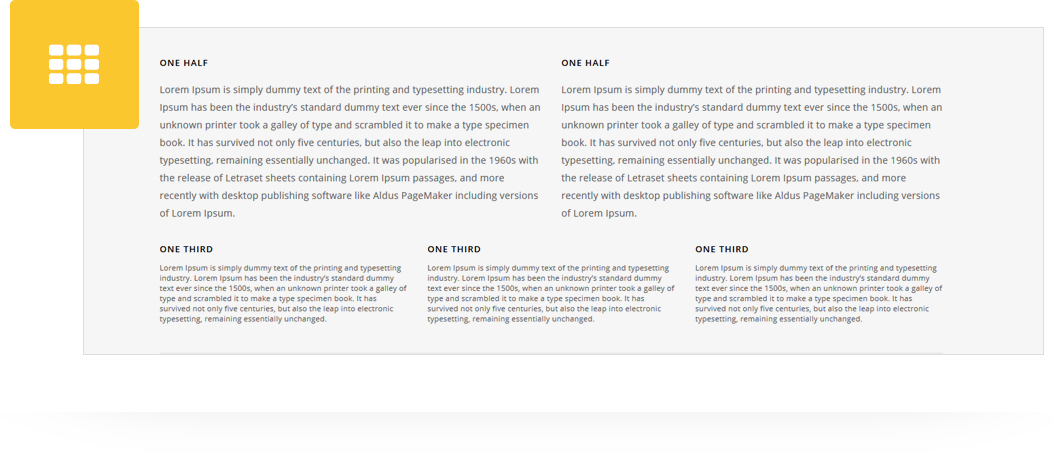 ONE HALF
Lorem Ipsum is simply dummy text of the printing and typesetting industry. Lorem
Ipsum has been the industry's standard dummy text ever since the 1500s, when an
unknown printer took a galley of type and scrambled it to make a type specimen
book. It has survived not only five centuries, but also the leap into electronic
typesetting, remaining essentially unchanged. It was popularised in the 1960s with
the release of Letraset sheets containing Lorem Ipsum passages, and more
recently with desktop publishing software like Aldus PageMaker including versions
of Lorem Ipsum.
ONE HALF
Lorem Ipsum is simply dummy text of the printing and typesetting industry. Lorem
Ipsum has been the industry's standard dummy text ever since the 1500s, when an
unknown printer took a galley of type and scrambled it to make a type specimen
book. It has survived not only five centuries, but also the leap into electronic
typesetting, remaining essentially unchanged. It was popularised in the 1960s with
the release of Letraset sheets containing Lorem Ipsum passages, and more
recently with desktop publishing software like Aldus PageMaker including versions
of Lorem Ipsum.
ONE THIRD
Lorem Ipsum is simply dummy text of the printing and typesetting
industry. Lorem Ipsum has been the industry's standard dummy
text ever since the 1500s, when an unknown printer took a galley of
type and scrambled it to make a type specimen book. It has
survived not only five centuries, but also the leap into electronic
typesetting, remaining essentially unchanged.
ONE THIRD
Lorem Ipsum is simply dummy text of the printing and typesetting
industry. Lorem Ipsum has been the industry's standard dummy
text ever since the 1500s, when an unknown printer took a galley of
type and scrambled it to make a type specimen book. It has
survived not only five centuries, but also the leap into electronic
typesetting, remaining essentially unchanged.
ONE THIRD
Lorem Ipsum is simply dummy text of the printing and typesetting
industry. Lorem Ipsum has been the industry's standard dummy
text ever since the 1500s, when an unknown printer took a galley of
type and scrambled it to make a type specimen book. It has
survived not only five centuries, but also the leap into electronic
typesetting, remaining essentially unchanged.